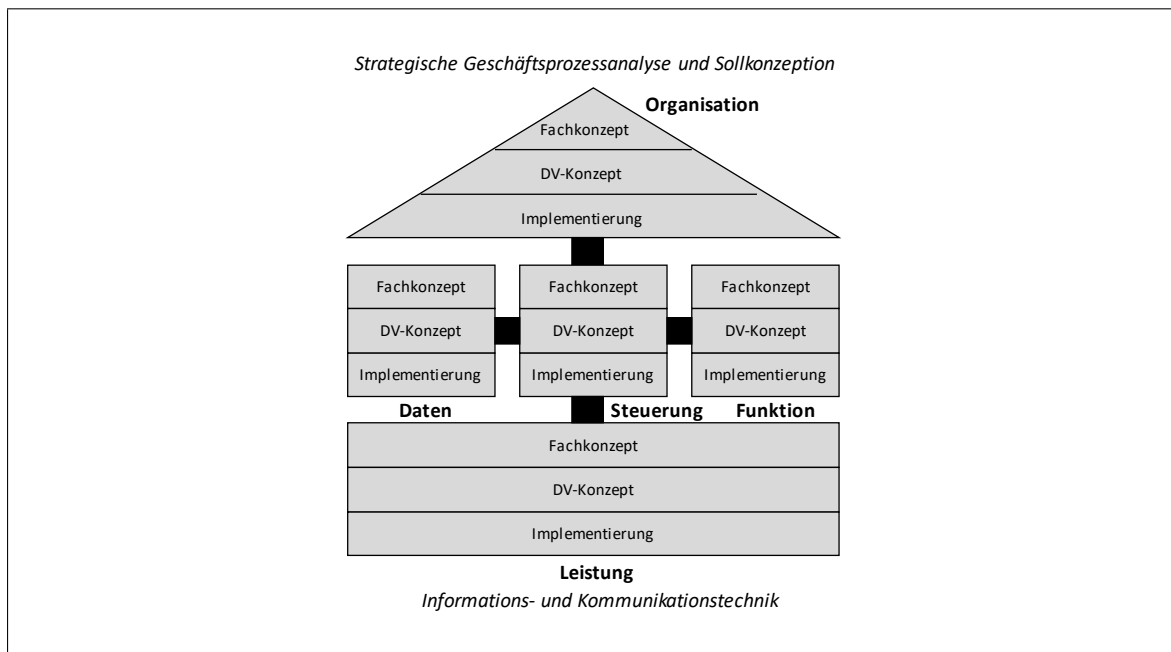 Strategische Geschäftsprozessanalyse und Sollkonzeption
Organisation
Fachkonzept
DV-Konzept
Implementierung
Fachkonzept Fachkonzept Fachkonzept
DV-Konzept DV-Konzept DV-Konzept
Implementierung Implementierung Implementierung
Daten Steuerung Funktion
Fachkonzept
DV-Konzept
Implementierung
Leistung
Informations- und Kommunikationstechnik